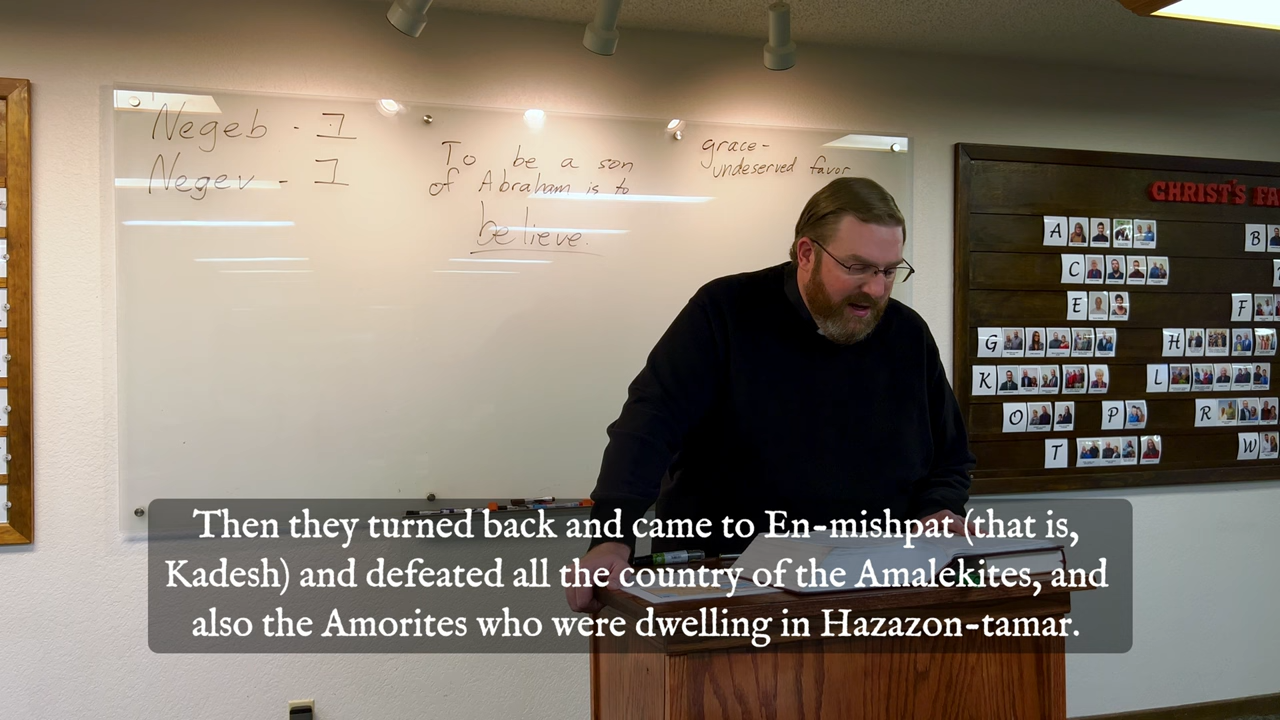 Negeb - 1
Negev - 1
To be a son
of Abraham is to
believe.
grace-
undeserved favor
CHRIST'S FA
A
B
C
E
F
G
H
K
L
O
P
R
T
W
Then they turned back and came to En-mishpat (that is,
Kadesh) and defeated all the country of the Amalekites, and
also the Amorites who were dwelling in Hazazon-tamar.